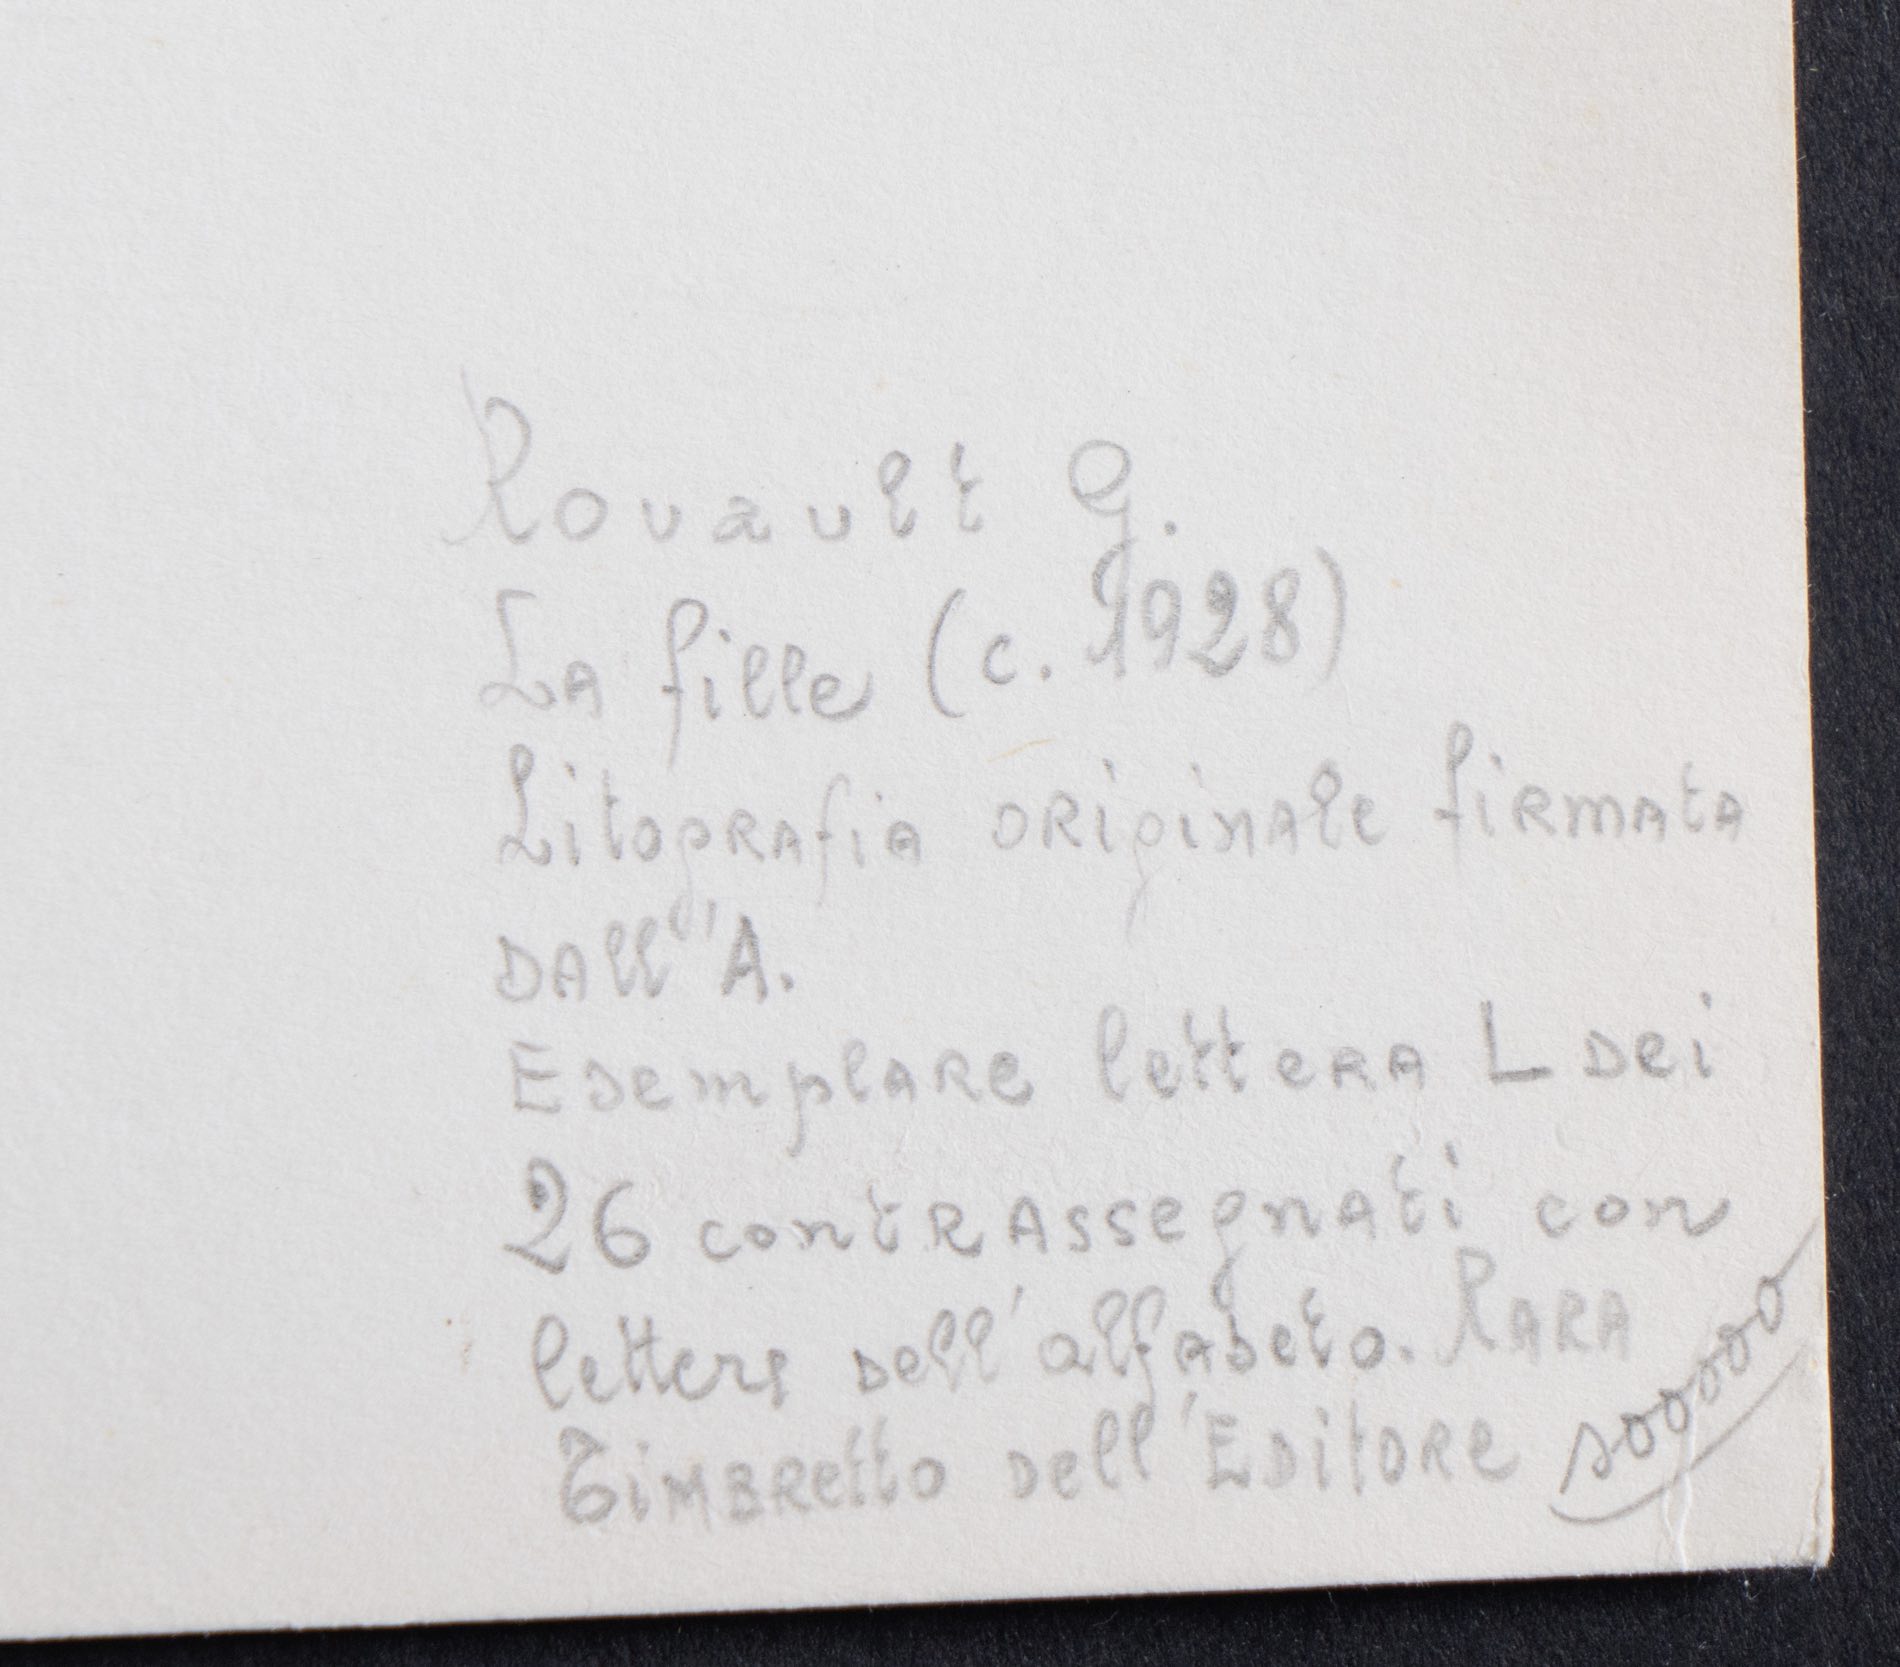 Rouault G.
La fille (c. 1928)
Litografia originale firmata
dall'A.
Esemplare lettera L dei
26 contrassegnati con
lettere dell'alfabeto. Rara
Timbretto dell'Editore